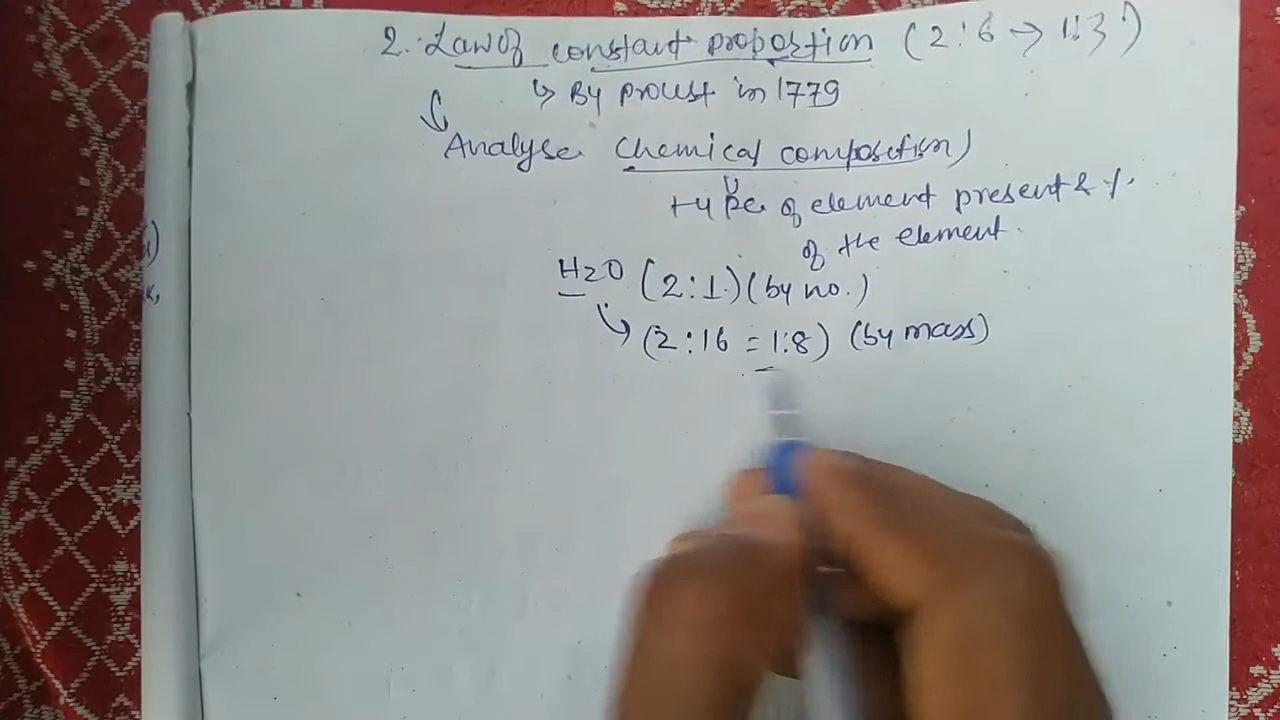 2. Law of constant proportion (2:6 → 1:3)
↳ By proust in 1779
Analyse chemical composition)
type of element present & %.
of the element.
H2O (2:1.) (by no.)
↳ (2:16 = 1:8) (by mass)